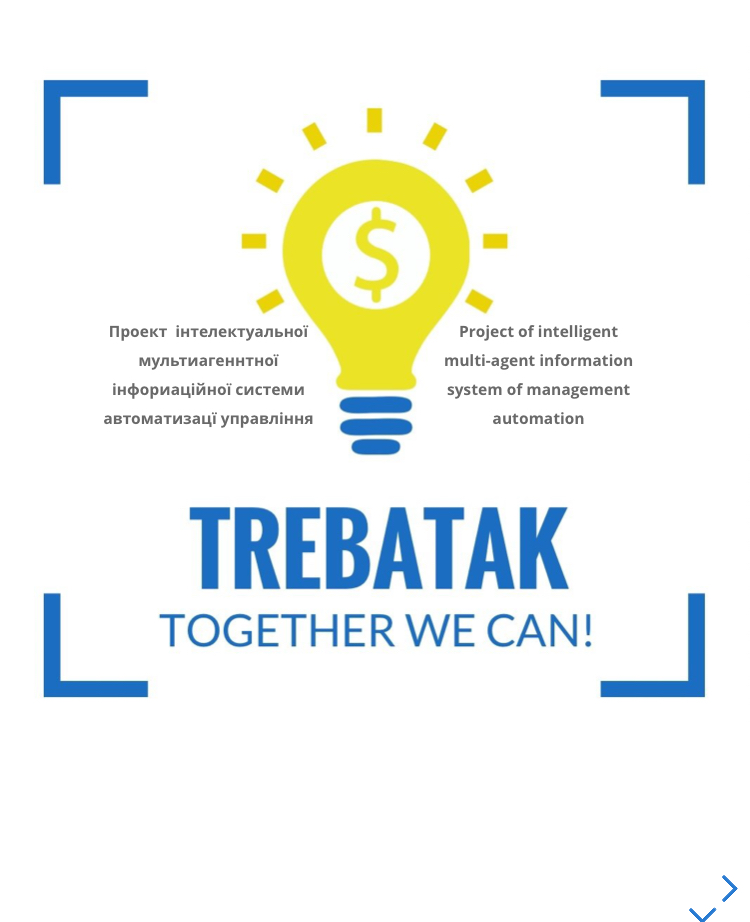 $
Проект  інтелектуальної
мультиагеннтної
інфориаційної системи
автоматизацї управління
Project of intelligent
multi-agent information
system of management
automation
TREBATAK
TOGETHER WE CAN!